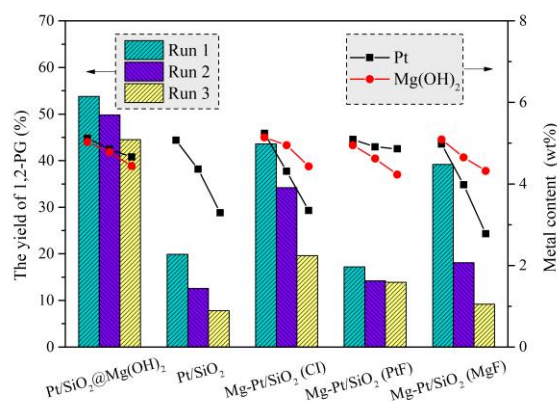 The yield of 1,2-PG (%)
70
60
50
40
30
20
10
0
Run 1
Run 2
Run 3
Pt
Mg(OH)₂
8
6
4
2
0
Metal content (wt%)
Pt/SiO₂@Mg(OH)₂
Pt/SiO₂
Mg-Pt/SiO₂ (CI)
Mg-Pt/SiO₂ (PtF)
Mg-Pt/SiO₂ (MgF)